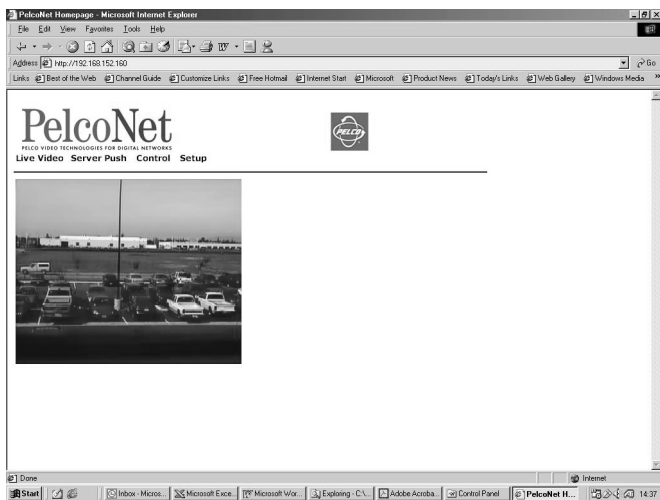 PelcoNet Homepage - Microsoft Internet Explorer
File Edit View Favorites Tools Help
Address http://192.168.152.160 Go
Links Best of the Web Channel Guide Customize Links Free Hotmail Internet Start Microsoft Product News Today's Links Web Gallery Windows Media »
PelcoNet
PELCO VIDEO TECHNOLOGIES FOR DIGITAL NETWORKS
PELCO
Live Video Server Push Control Setup
Done Internet
Start Inbox - Micros... Microsoft Exce... Microsoft Wor... Exploring - C:\... Adobe Acroba... Control Panel PelcoNet H... 14:37